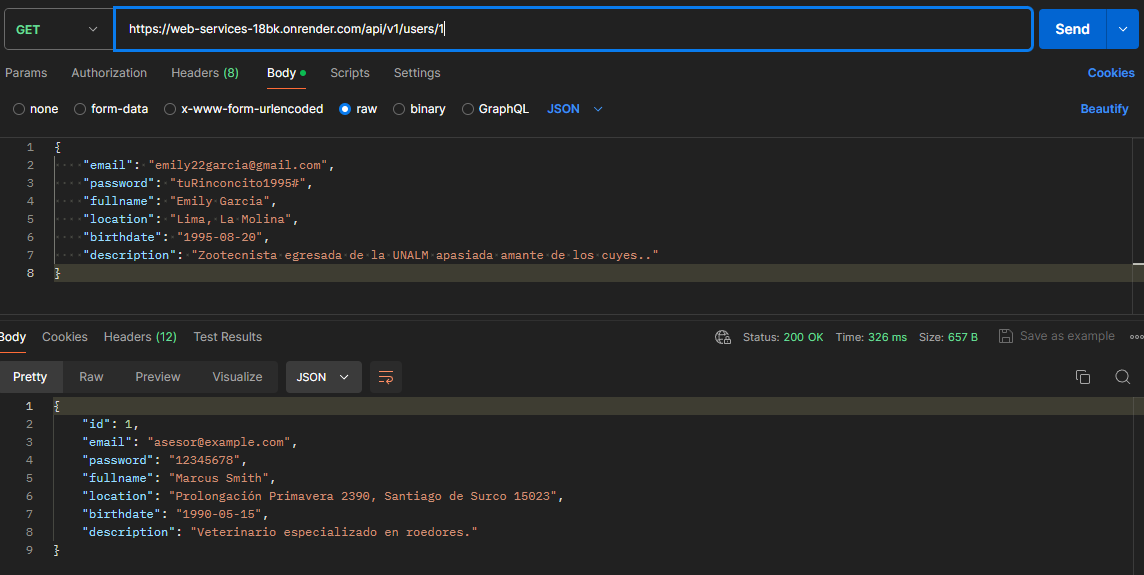 GET https://web-services-18bk.onrender.com/api/v1/users/1 Send
Params Authorization Headers (8) Body Scripts Settings Cookies
none form-data x-www-form-urlencoded raw binary GraphQL JSON Beautify
1 {
2 "email": "emily22garcia@gmail.com",
3 "password": "tuRinconcito1995#",
4 "fullname": "Emily Garcia",
5 "location": "Lima, La Molina",
6 "birthdate": "1995-08-20",
7 "description": "Zootecnista egresada de la UNALM apasiada amante de los cuyes.."
8 }
Body Cookies Headers (12) Test Results Status: 200 OK Time: 326 ms Size: 657 B Save as example
Pretty Raw Preview Visualize JSON
1 {
2 "id": 1,
3 "email": "asesor@example.com",
4 "password": "12345678",
5 "fullname": "Marcus Smith",
6 "location": "Prolongación Primavera 2390, Santiago de Surco 15023",
7 "birthdate": "1990-05-15",
8 "description": "Veterinario especializado en roedores."
9 }